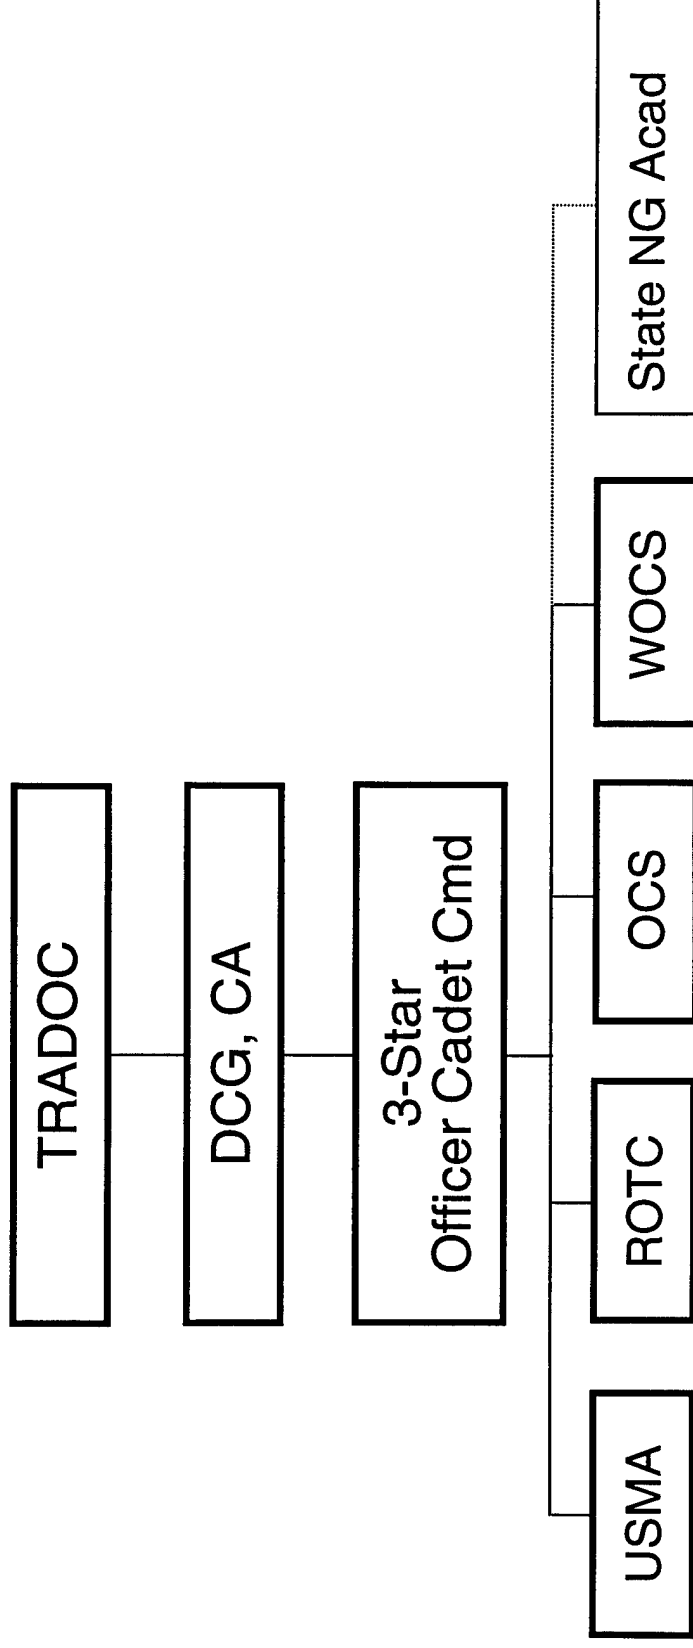 TRADOC
DCG, CA
3-Star
Officer Cadet Cmd
USMA
ROTC
OCS
WOCS
State NG Acad